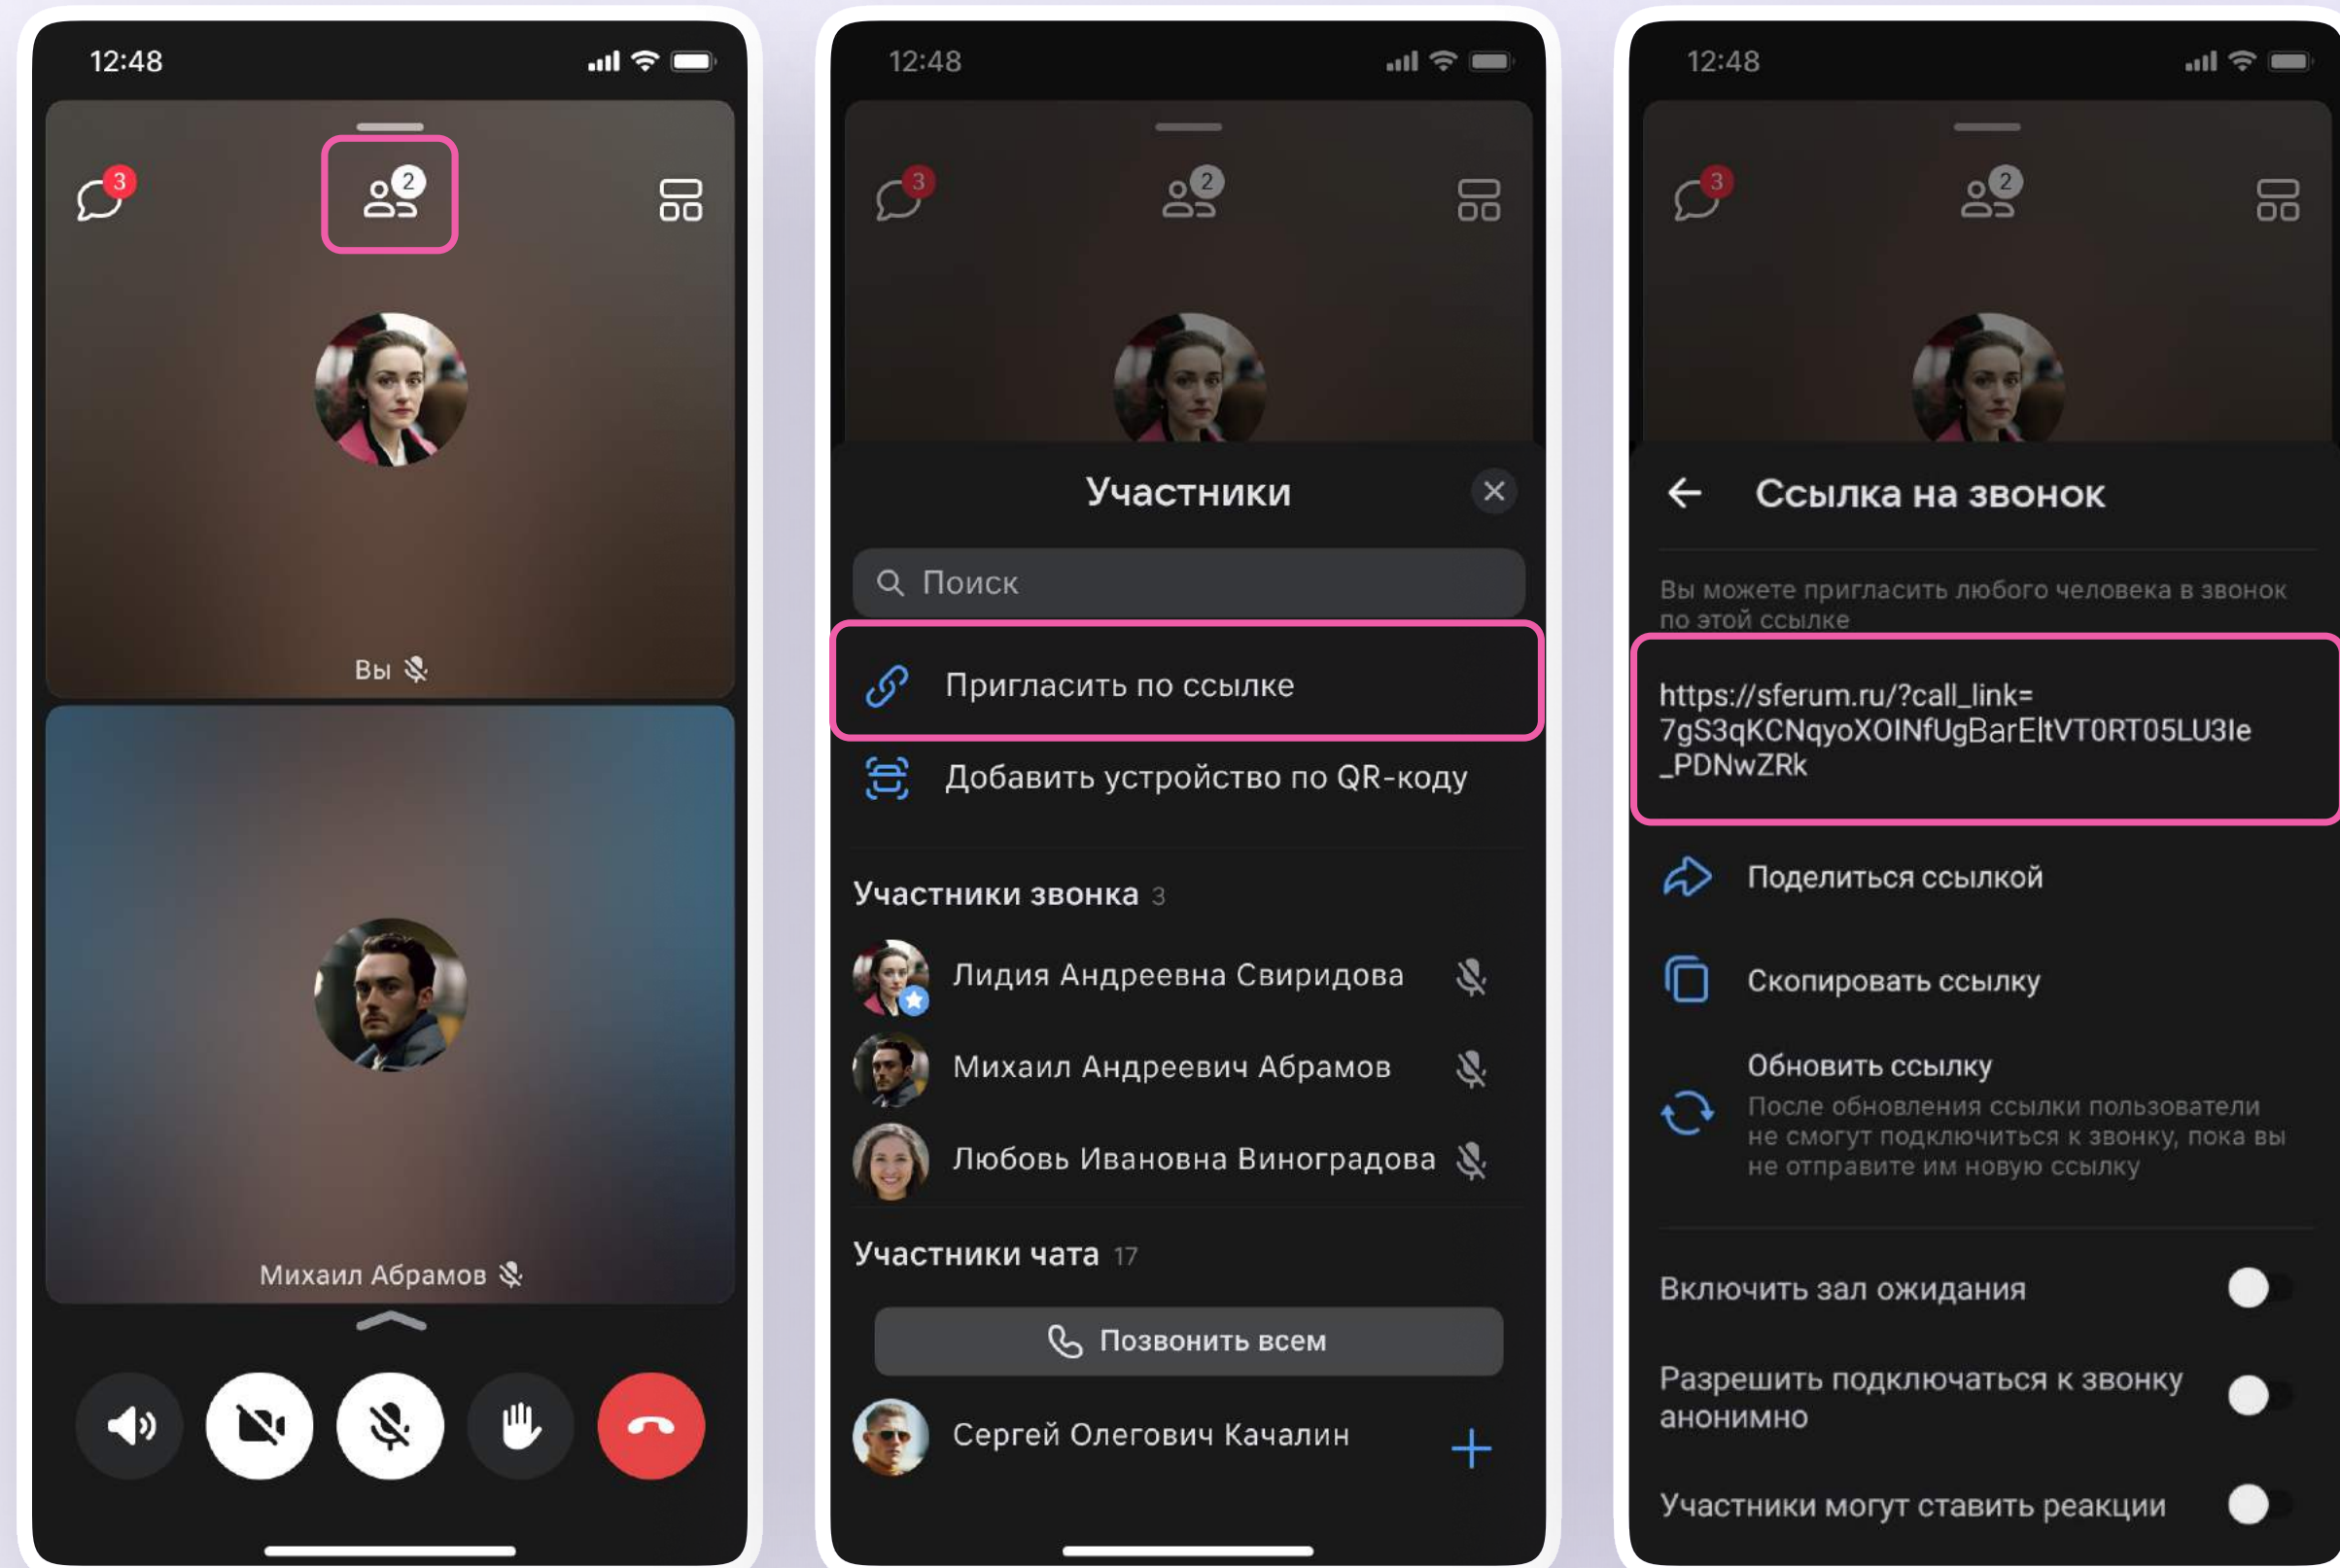 12:48
3
2
Вы
Михаил Абрамов
12:48
3
2
Участники
Поиск
Пригласить по ссылке
Добавить устройство по QR-коду
Участники звонка 3
Лидия Андреевна Свиридова
Михаил Андреевич Абрамов
Любовь Ивановна Виноградова
Участники чата 17
Позвонить всем
Сергей Олегович Качалин
12:48
3
2
Ссылка на звонок
Вы можете пригласить любого человека в звонок
по этой ссылке
https://sferum.ru/?call_link=
7gS3qKCNqyoXOINfUgBarEltVT0RT05LU3Ie
_PDNwZRk
Поделиться ссылкой
Скопировать ссылку
Обновить ссылку
После обновления ссылки пользователи
не смогут подключиться к звонку, пока вы
не отправите им новую ссылку
Включить зал ожидания
Разрешить подключаться к звонку
анонимно
Участники могут ставить реакции